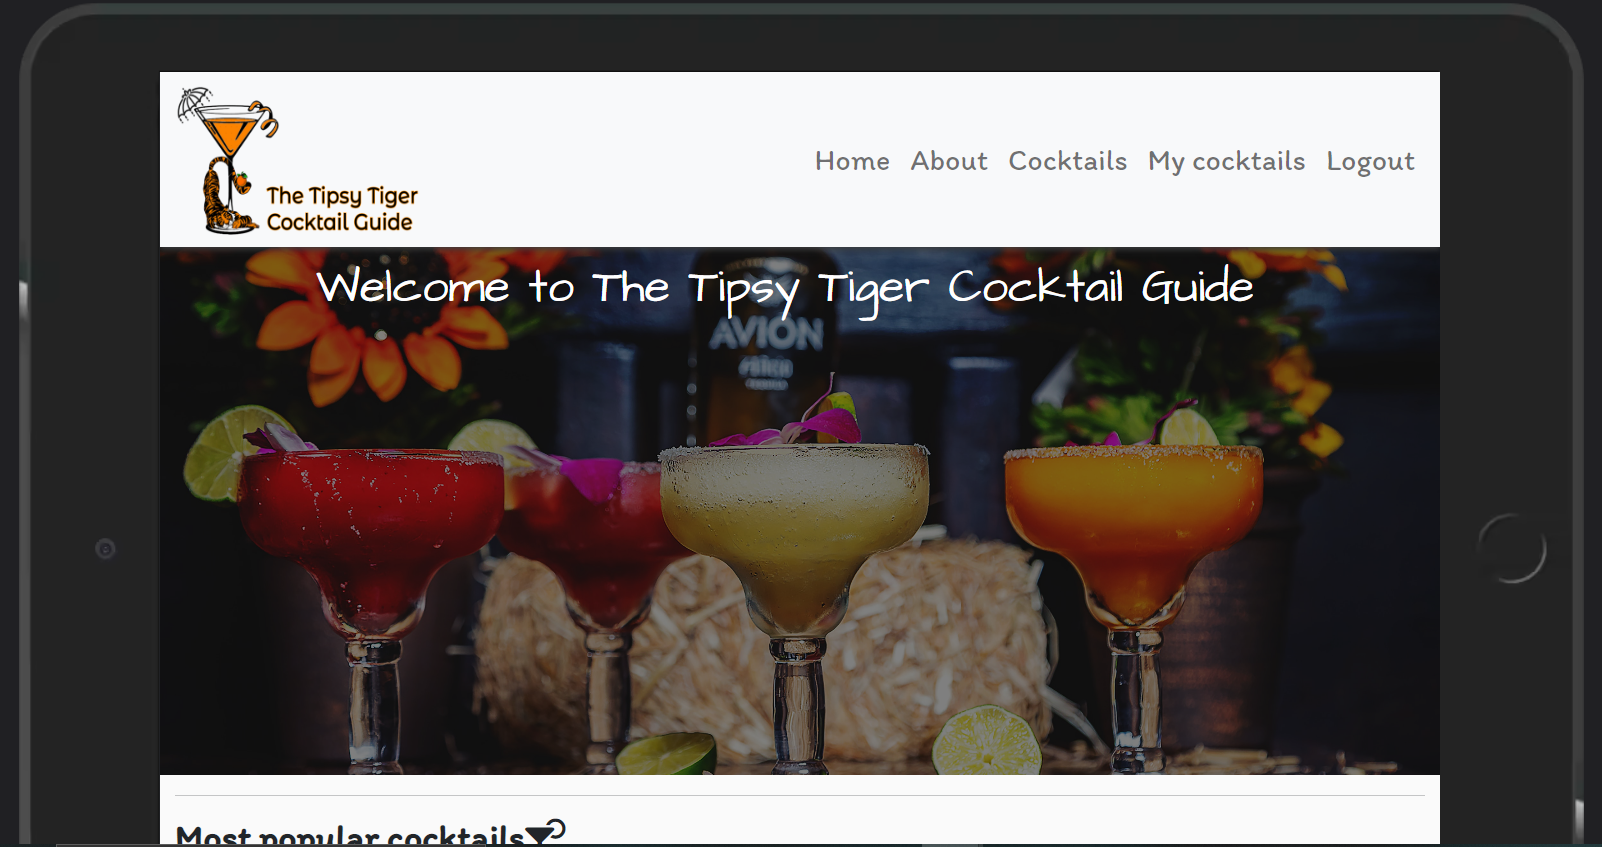 The Tipsy Tiger
Cocktail Guide
Home About Cocktails My cocktails Logout
Welcome to The Tipsy Tiger Cocktail Guide
AVIÓN
Most popular cocktails